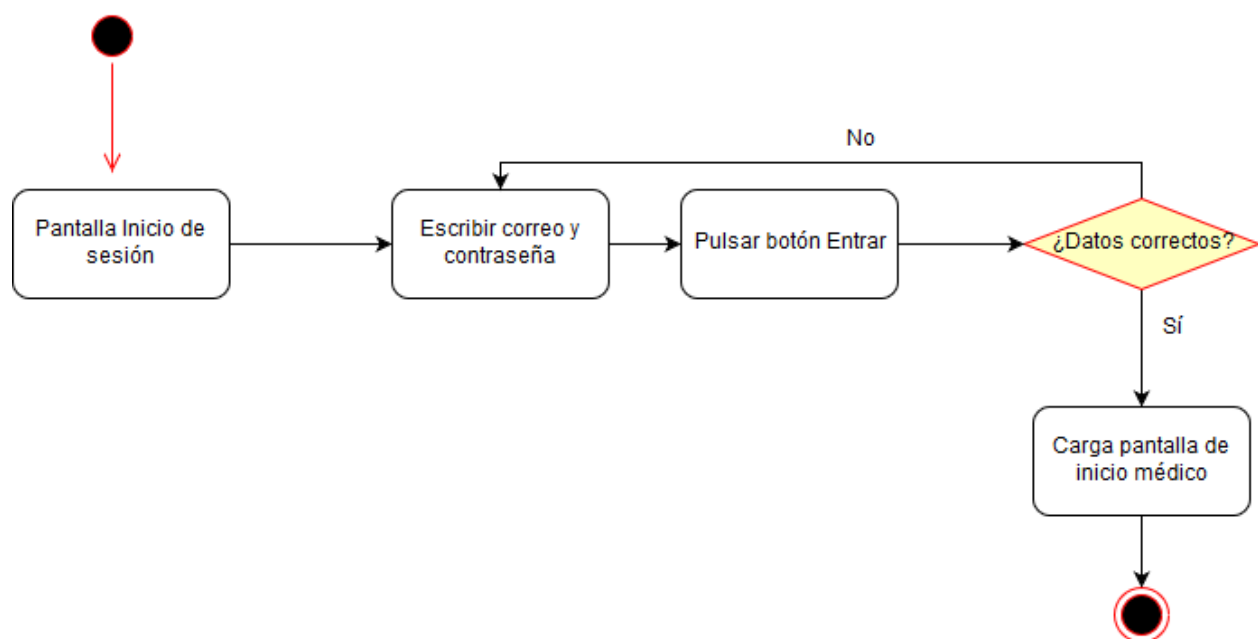 No
Pantalla Inicio de
sesión
Escribir correo y
contraseña
Pulsar botón Entrar
¿Datos correctos?
Sí
Carga pantalla de
inicio médico